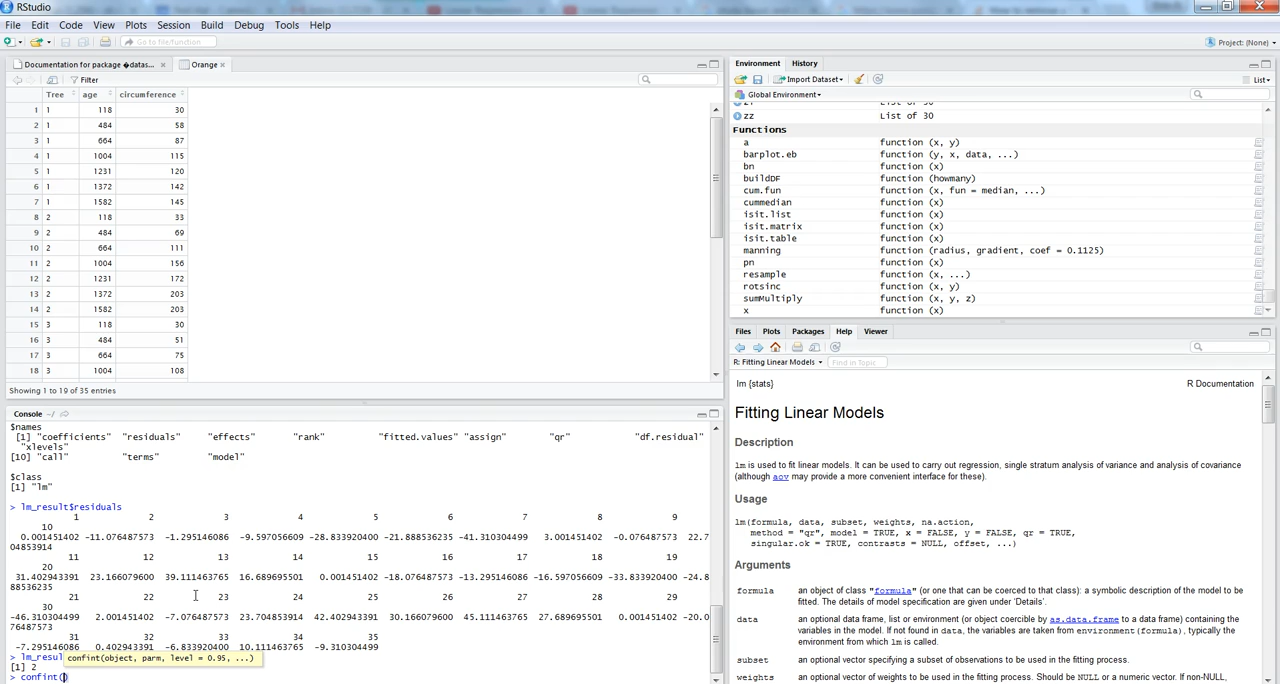 RStudio
File Edit Code View Plots Session Build Debug Tools Help
Go to file/function
Project: (None)
Documentation for package �datas...
Orange
Filter
Tree age circumference
1 1 118 30
2 1 484 58
3 1 664 87
4 1 1004 115
5 1 1231 120
6 1 1372 142
7 1 1582 145
8 2 118 33
9 2 484 69
10 2 664 111
11 2 1004 156
12 2 1231 172
13 2 1372 203
14 2 1582 203
15 3 118 30
16 3 484 51
17 3 664 75
18 3 1004 108
Showing 1 to 19 of 35 entries
Console ~/
$names
[1] "coefficients" "residuals" "effects" "rank" "fitted.values" "assign" "qr" "df.residual"
"xlevels"
[10] "call" "terms" "model"
$class
[1] "lm"
> lm_result$residuals
1 2 3 4 5 6 7 8 9
10
0.001451402 -11.076487573 -1.295146086 -9.597056609 -28.833920400 -21.888536235 -41.310304499 3.001451402 -0.076487573 22.7
04853914
11 12 13 14 15 16 17 18 19
20
31.402943391 23.166079600 39.111463765 16.689695501 0.001451402 -18.076487573 -13.295146086 -16.597056609 -33.833920400 -24.8
88536235
21 22 23 24 25 26 27 28 29
30
-46.310304499 2.001451402 -7.076487573 23.704853914 42.402943391 30.166079600 45.111463765 27.689695501 -20.0
76487573
31 32 33 34 35
-7.295146086 0.402943391 -6.833920400 10.111463765 -9.310304499
> lm_resul
confint(object, parm, level = 0.95, ...)
[1] 2
> confint()
Environment History
Import Dataset
List
Global Environment
zz List of 30
Functions
a function (x, y)
barplot.eb function (y, x, data, ...)
bn function (x)
buildDF function (howmany)
cum.fun function (x, fun = median, ...)
cummedian function (x)
isit.list function (x)
isit.matrix function (x)
isit.table function (x)
manning function (radius, gradient, coef = 0.1125)
pn function (x)
resample function (x, ...)
rotsinc function (x, y)
sumMultiply function (x, y, z)
x function (x)
Files Plots Packages Help Viewer
R: Fitting Linear Models
Find in Topic
lm {stats} R Documentation
Fitting Linear Models
Description
lm is used to fit linear models. It can be used to carry out regression, single stratum analysis of variance and analysis of covariance
(although aov may provide a more convenient interface for these).
Usage
lm(formula, data, subset, weights, na.action,
method = "qr", model = TRUE, x = FALSE, y = FALSE, qr = TRUE,
singular.ok = TRUE, contrasts = NULL, offset, ...)
Arguments
formula an object of class "formula" (or one that can be coerced to that class): a symbolic description of the model to be
fitted. The details of model specification are given under 'Details'.
data an optional data frame, list or environment (or object coercible by as.data.frame to a data frame) containing the
variables in the model. If not found in data, the variables are taken from environment(formula), typically the
environment from which lm is called.
subset an optional vector specifying a subset of observations to be used in the fitting process.
weights an optional vector of weights to be used in the fitting process. Should be NULL or a numeric vector. If non-NULL,